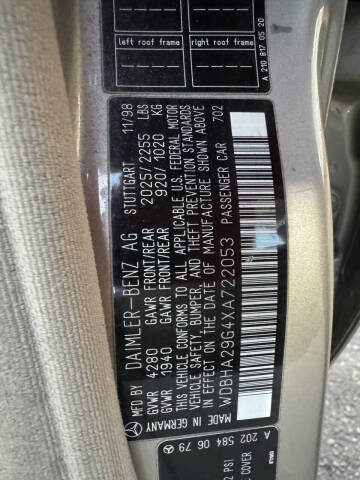 left roof frame
right roof frame
A 210 817 05 20
DAIMLER-BENZ AG STUTTGART 11/98
GVWR 4280 GAWR FRONT/REAR 2025/2255 LBS
GVWR 1940 GAWR FRONT/REAR 920/1020 KG
THIS VEHICLE CONFORMS TO ALL APPLICABLE U.S. FEDERAL MOTOR
VEHICLE SAFETY, BUMPER, AND THEFT PREVENTION STANDARDS
IN EFFECT ON THE DATE OF MANUFACTURE SHOWN ABOVE
WDBHA29G4XA722053 PASSENGER CAR 702
MADE IN GERMANY
A 202 584 06 79
PSI
COVER